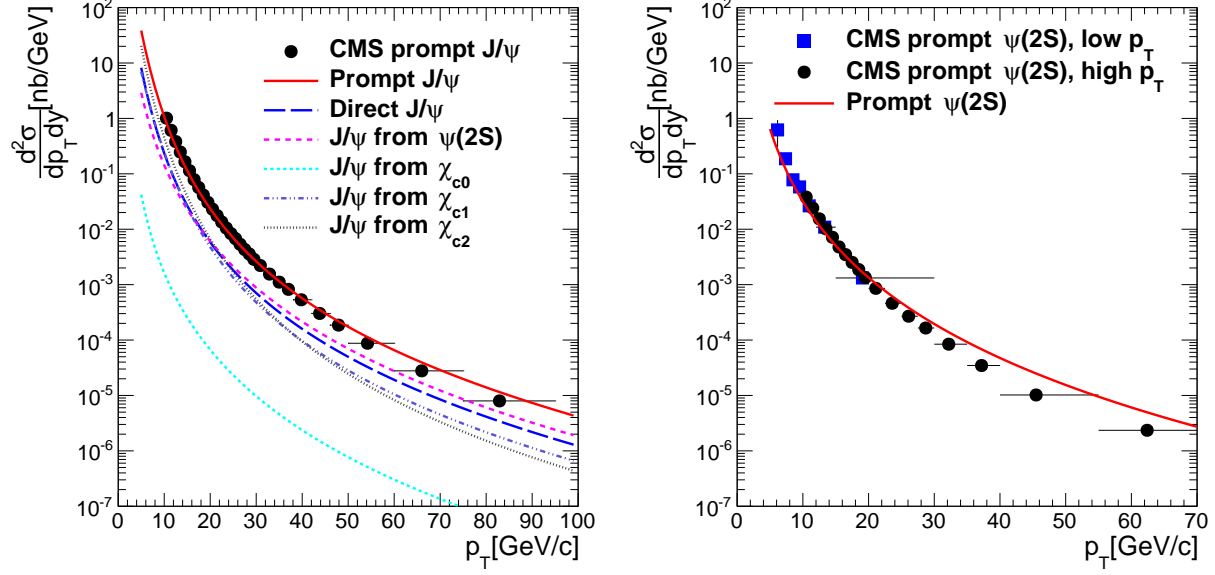 d²σ/dp_T dy [nb/GeV]
10²
10
1
10⁻¹
10⁻²
10⁻³
10⁻⁴
10⁻⁵
10⁻⁶
10⁻⁷
CMS prompt J/ψ
Prompt J/ψ
Direct J/ψ
J/ψ from ψ(2S)
J/ψ from χ_c0
J/ψ from χ_c1
J/ψ from χ_c2
0 10 20 30 40 50 60 70 80 90 100
p_T[GeV/c]
d²σ/dp_T dy [nb/GeV]
10²
10
1
10⁻¹
10⁻²
10⁻³
10⁻⁴
10⁻⁵
10⁻⁶
10⁻⁷
CMS prompt ψ(2S), low p_T
CMS prompt ψ(2S), high p_T
Prompt ψ(2S)
0 10 20 30 40 50 60 70
p_T[GeV/c]